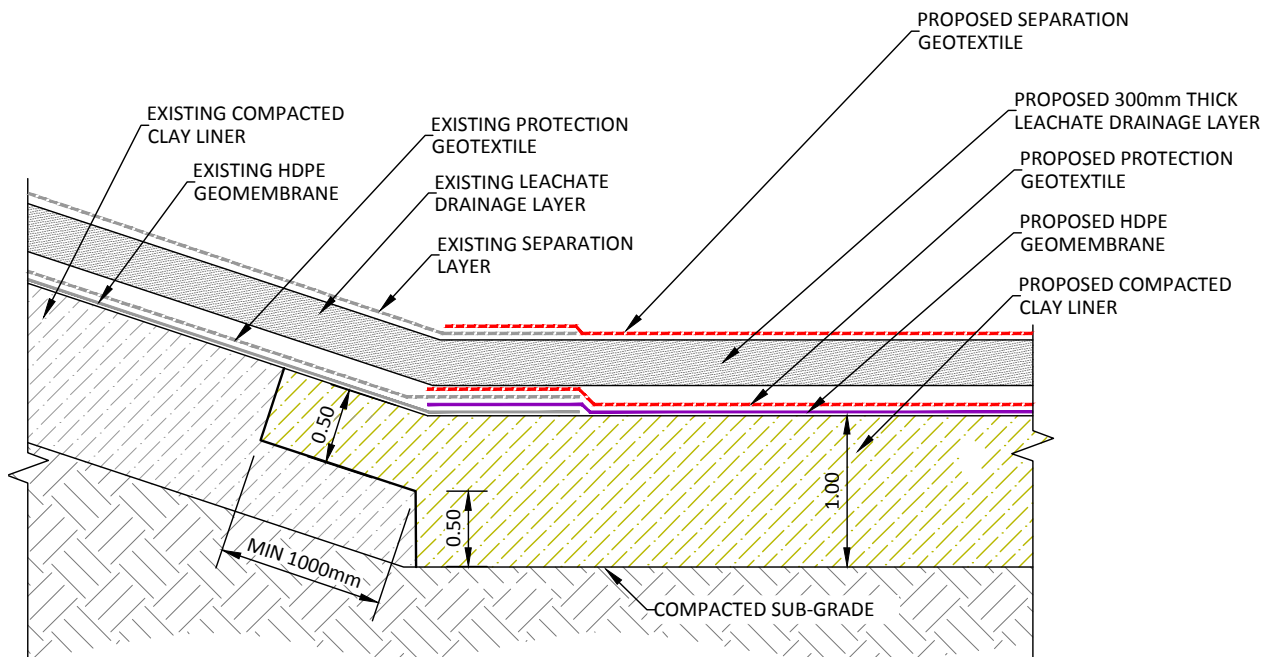 PROPOSED SEPARATION
GEOTEXTILE
EXISTING COMPACTED
CLAY LINER
EXISTING HDPE
GEOMEMBRANE
EXISTING PROTECTION
GEOTEXTILE
EXISTING LEACHATE
DRAINAGE LAYER
EXISTING SEPARATION
LAYER
PROPOSED 300mm THICK
LEACHATE DRAINAGE LAYER
PROPOSED PROTECTION
GEOTEXTILE
PROPOSED HDPE
GEOMEMBRANE
PROPOSED COMPACTED
CLAY LINER
0.50
0.50
1.00
MIN 1000mm
COMPACTED SUB-GRADE